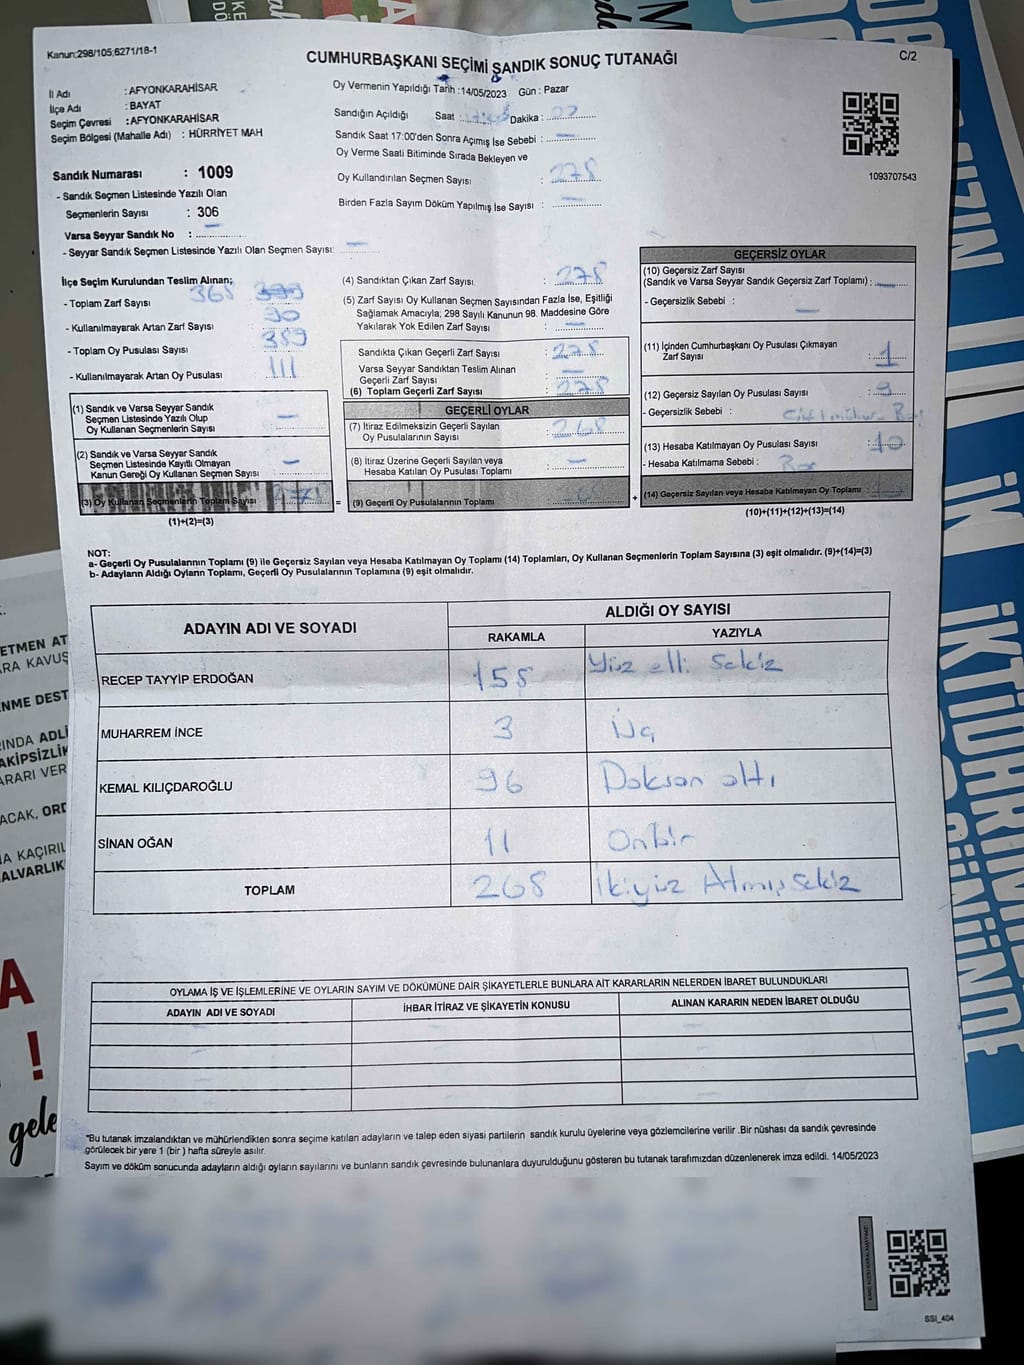 Kanun:298/105;6271/18-1
CUMHURBAŞKANI SEÇİMİ SANDIK SONUÇ TUTANAĞI
C/2
İl Adı : AFYONKARAHİSAR
İlçe Adı : BAYAT
Seçim Çevresi : AFYONKARAHİSAR
Seçim Bölgesi (Mahalle Adı) : HÜRRİYET MAH
Sandık Numarası : 1009
- Sandık Seçmen Listesinde Yazılı Olan
Seçmenlerin Sayısı : 306
Varsa Seyyar Sandık No :
- Seyyar Sandık Seçmen Listesinde Yazılı Olan Seçmen Sayısı:
Oy Vermenin Yapıldığı Tarih :14/05/2023 Gün : Pazar
Sandığın Açıldığı Saat : Dakika :
Sandık Saat 17:00'den Sonra Açımış İse Sebebi :
Oy Verme Saati Bitiminde Sırada Bekleyen ve
Oy Kullandırılan Seçmen Sayısı : 278
Birden Fazla Sayım Döküm Yapılmış İse Sayısı :
1093707543
İlçe Seçim Kurulundan Teslim Alınan;
- Toplam Zarf Sayısı 368
- Kullanılmayarak Artan Zarf Sayısı 90
- Toplam Oy Pusulası Sayısı 389
- Kullanılmayarak Artan Oy Pusulası 111
(1) Sandık ve Varsa Seyyar Sandık
Seçmen Listesinde Yazılı Olup
Oy Kullanan Seçmenlerin Sayısı
(2) Sandık ve Varsa Seyyar Sandık
Seçmen Listesinde Kayıtlı Olmayan
Kanun Gereği Oy Kullanan Seçmen Sayısı
(3) Oy Kullanan Seçmenlerin Toplam Sayısı
(1)+(2)=(3)
(4) Sandıktan Çıkan Zarf Sayısı : 278
(5) Zarf Sayısı Oy Kullanan Seçmen Sayısından Fazla İse, Eşitliği
Sağlamak Amacıyla; 298 Sayılı Kanunun 98. Maddesine Göre
Yakılarak Yok Edilen Zarf Sayısı :
Sandıkta Çıkan Geçerli Zarf Sayısı : 278
Varsa Seyyar Sandıktan Teslim Alınan
Geçerli Zarf Sayısı :
(6) Toplam Geçerli Zarf Sayısı : 278
GEÇERLİ OYLAR
(7) İtiraz Edilmeksizin Geçerli Sayılan
Oy Pusulalarının Sayısı : 268
(8) İtiraz Üzerine Geçerli Sayılan veya
Hesaba Katılan Oy Pusulası Toplamı :
= (9) Geçerli Oy Pusulalarının Toplamı
GEÇERSİZ OYLAR
(10) Geçersiz Zarf Sayısı
(Sandık ve Varsa Seyyar Sandık Geçersiz Zarf Toplamı) :
- Geçersizlik Sebebi :
(11) İçinden Cumhurbaşkanı Oy Pusulası Çıkmayan
Zarf Sayısı : 1
(12) Geçersiz Sayılan Oy Pusulası Sayısı : 9
- Geçersizlik Sebebi :
(13) Hesaba Katılmayan Oy Pusulası Sayısı : 10
- Hesaba Katılmama Sebebi :
+ (14) Geçersiz Sayılan veya Hesaba Katılmayan Oy Toplamı :
(10)+(11)+(12)+(13)=(14)
NOT:
a- Geçerli Oy Pusulalarının Toplamı (9) ile Geçersiz Sayılan veya Hesaba Katılmayan Oy Toplamı (14) Toplamları, Oy Kullanan Seçmenlerin Toplam Sayısına (3) eşit olmalıdır. (9)+(14)=(3)
b- Adayların Aldığı Oyların Toplamı, Geçerli Oy Pusulalarının Toplamına (9) eşit olmalıdır.
ADAYIN ADI VE SOYADI
ALDIĞI OY SAYISI
RAKAMLA YAZIYLA
RECEP TAYYİP ERDOĞAN 158 Yüz elli sekiz
MUHARREM İNCE 3 Üç
KEMAL KILIÇDAROĞLU 96 Doksan altı
SİNAN OĞAN 11 Onbir
TOPLAM 268 İkiyüz Atmış sekiz
OYLAMA İŞ VE İŞLEMLERİNE VE OYLARIN SAYIM VE DÖKÜMÜNE DAİR ŞİKAYETLERLE BUNLARA AİT KARARLARIN NELERDEN İBARET BULUNDUKLARI
ADAYIN ADI VE SOYADI İHBAR İTİRAZ VE ŞİKAYETİN KONUSU ALINAN KARARIN NEDEN İBARET OLDUĞU
*Bu tutanak imzalandıktan ve mühürlendikten sonra seçime katılan adayların ve talep eden siyasi partilerin sandık kurulu üyelerine veya gözlemcilerine verilir .Bir nüshası da sandık çevresinde
görülecek bir yere 1 (bir ) hafta süreyle asılır.
Sayım ve döküm sonucunda adayların aldığı oyların sayılarını ve bunların sandık çevresinde bulunanlara duyurulduğunu gösteren bu tutanak tarafımızdan düzenlenerek imza edildi. 14/05/2023
SSI_404
ETMEN AT
ARA KAVUŞ
NME DEST
RINDA ADLİ
AKİPSİZLİK
ARARI VER
ACAK, ORD
A KAÇIRIL
ALVARLIK
A
!
gele